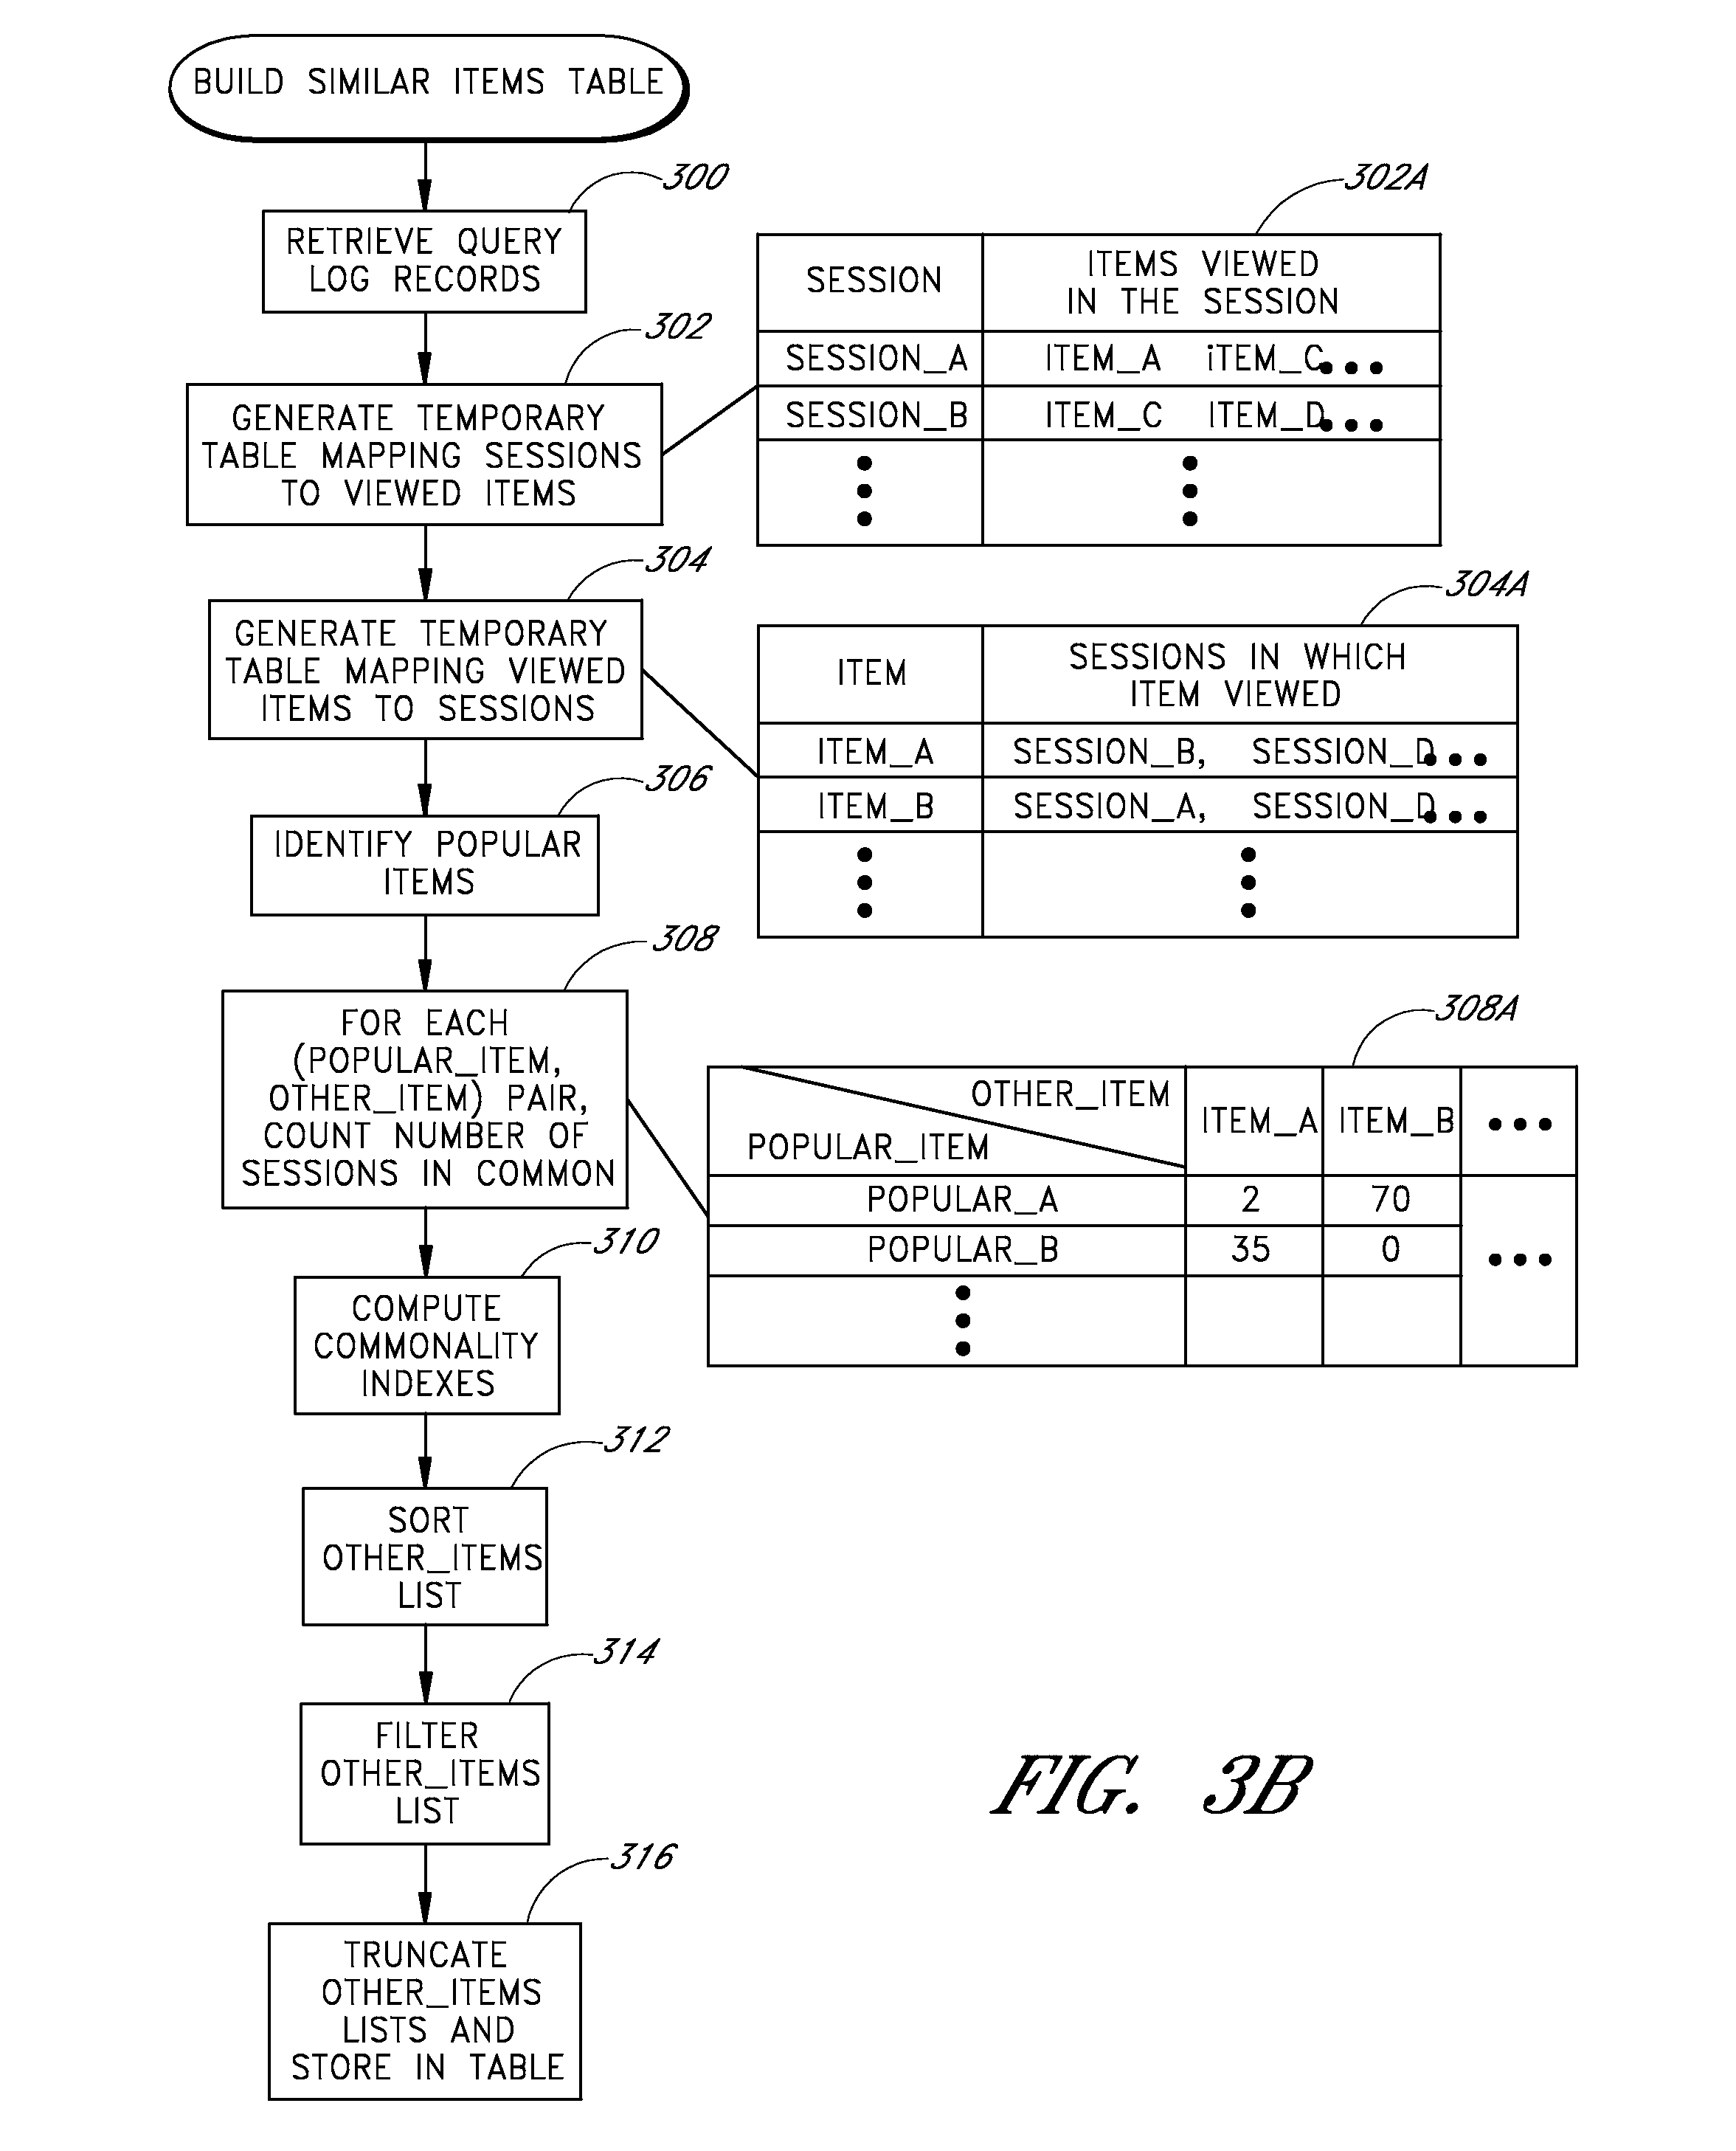 BUILD SIMILAR ITEMS TABLE
300
RETRIEVE QUERY
LOG RECORDS
302
GENERATE TEMPORARY
TABLE MAPPING SESSIONS
TO VIEWED ITEMS
302A
SESSION
ITEMS VIEWED
IN THE SESSION
SESSION_A ITEM_A iTEM_C...
SESSION_B ITEM_C ITEM_D...
304
GENERATE TEMPORARY
TABLE MAPPING VIEWED
ITEMS TO SESSIONS
304A
ITEM
SESSIONS IN WHICH
ITEM VIEWED
ITEM_A SESSION_B, SESSION_D...
ITEM_B SESSION_A, SESSION_D...
306
IDENTIFY POPULAR
ITEMS
308
FOR EACH
(POPULAR_ITEM,
OTHER_ITEM) PAIR,
COUNT NUMBER OF
SESSIONS IN COMMON
308A
OTHER_ITEM
POPULAR_ITEM
ITEM_A ITEM_B ...
POPULAR_A 2 70
POPULAR_B 35 0 ...
310
COMPUTE
COMMONALITY
INDEXES
312
SORT
OTHER_ITEMS
LIST
314
FILTER
OTHER_ITEMS
LIST
316
TRUNCATE
OTHER_ITEMS
LISTS AND
STORE IN TABLE
FIG. 3B